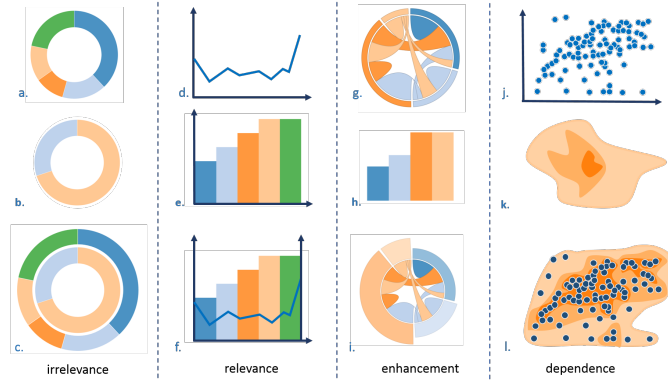 a.
d.
g.
j.
b.
e.
h.
k.
c.
f.
i.
l.
irrelevance
relevance
enhancement
dependence